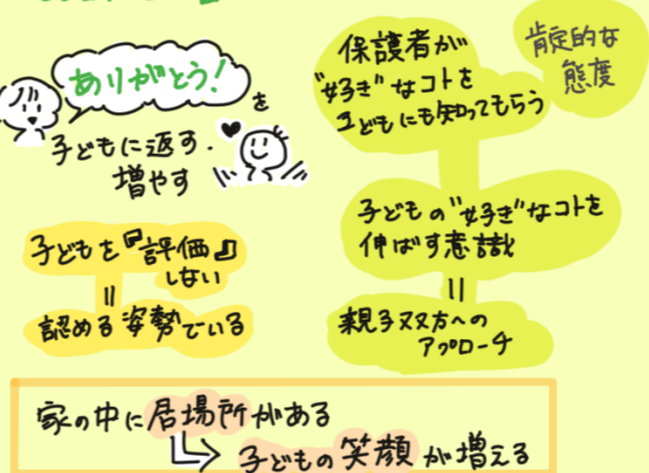 ありがとう!
を
子どもに返す・
増やす
子どもを『評価』
しない
=
認める姿勢でいる
保護者が
"好き"なコトを
子どもにも知ってもらう
肯定的な
態度
子どもの"好き"なコトを
伸ばす意識
=
親子双方への
アプローチ
家の中に居場所がある
子どもの笑顔が増える